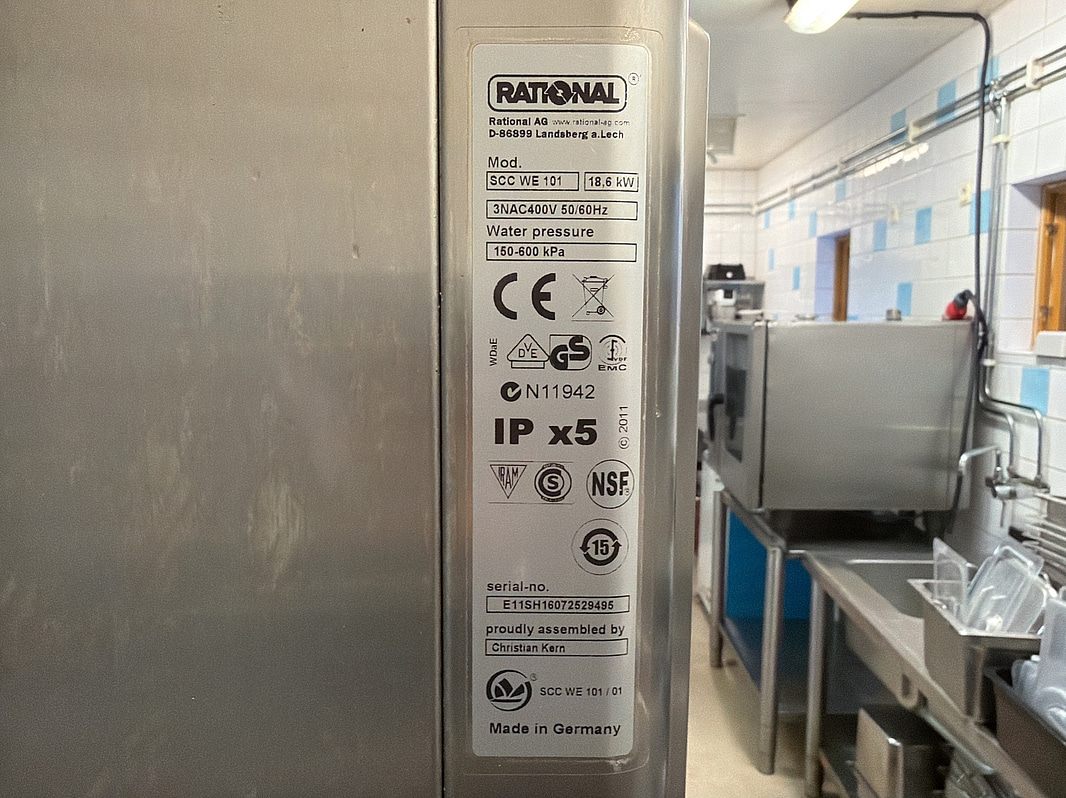 RATIONAL ®
Rational AG www.rational-ag.com
D-86899 Landsberg a.Lech
Mod.
SCC WE 101 18,6 kW
3NAC400V 50/60Hz
Water pressure
150-600 kPa
CE
WDaE DVE GS EMC
N11942
IP x5 (c) 2011
IRAM S NSF
15
serial-no.
E11SH16072529495
proudly assembled by
Christian Kern
® SCC WE 101 / 01
Made in Germany